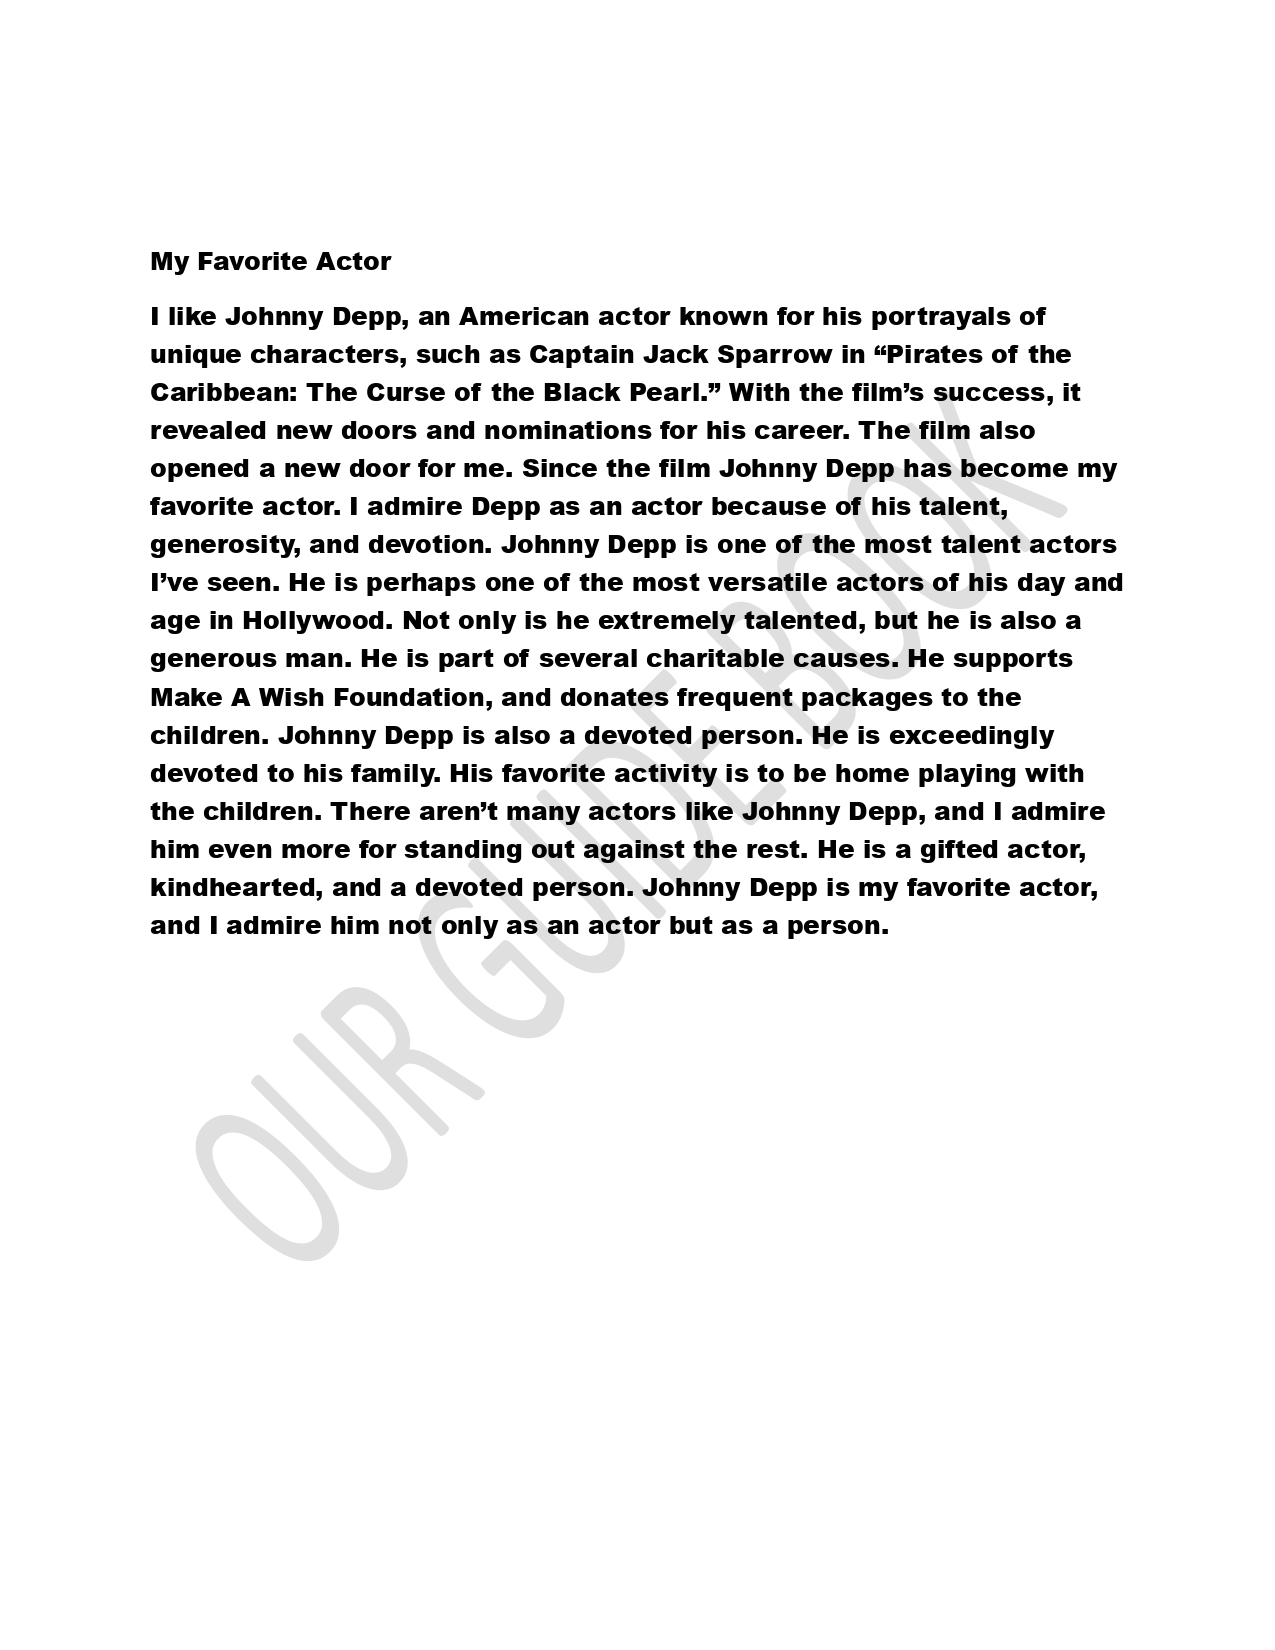 My Favorite Actor
I like Johnny Depp, an American actor known for his portrayals of
unique characters, such as Captain Jack Sparrow in “Pirates of the
Caribbean: The Curse of the Black Pearl.” With the film’s success, it
revealed new doors and nominations for his career. The film also
opened a new door for me. Since the film Johnny Depp has become my
favorite actor. I admire Depp as an actor because of his talent,
generosity, and devotion. Johnny Depp is one of the most talent actors
I’ve seen. He is perhaps one of the most versatile actors of his day and
age in Hollywood. Not only is he extremely talented, but he is also a
generous man. He is part of several charitable causes. He supports
Make A Wish Foundation, and donates frequent packages to the
children. Johnny Depp is also a devoted person. He is exceedingly
devoted to his family. His favorite activity is to be home playing with
the children. There aren’t many actors like Johnny Depp, and I admire
him even more for standing out against the rest. He is a gifted actor,
kindhearted, and a devoted person. Johnny Depp is my favorite actor,
and I admire him not only as an actor but as a person.
OUR GUIDE BOOK